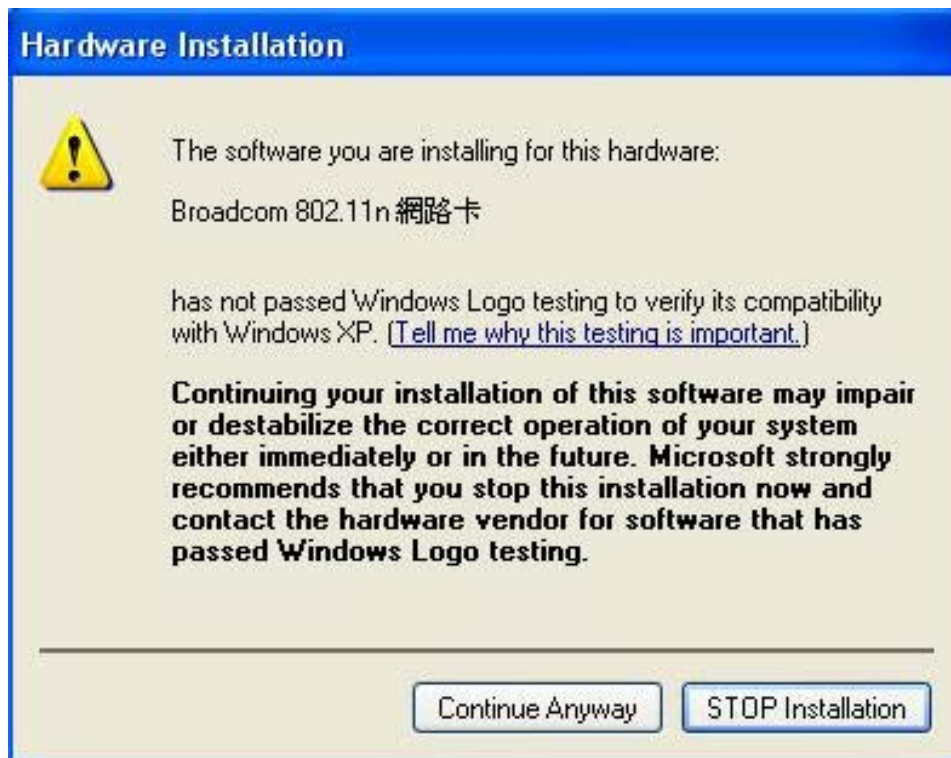 Hardware Installation
The software you are installing for this hardware:
Broadcom 802.11n 網路卡
has not passed Windows Logo testing to verify its compatibility
with Windows XP. (Tell me why this testing is important.)
Continuing your installation of this software may impair
or destabilize the correct operation of your system
either immediately or in the future. Microsoft strongly
recommends that you stop this installation now and
contact the hardware vendor for software that has
passed Windows Logo testing.
Continue Anyway
STOP Installation